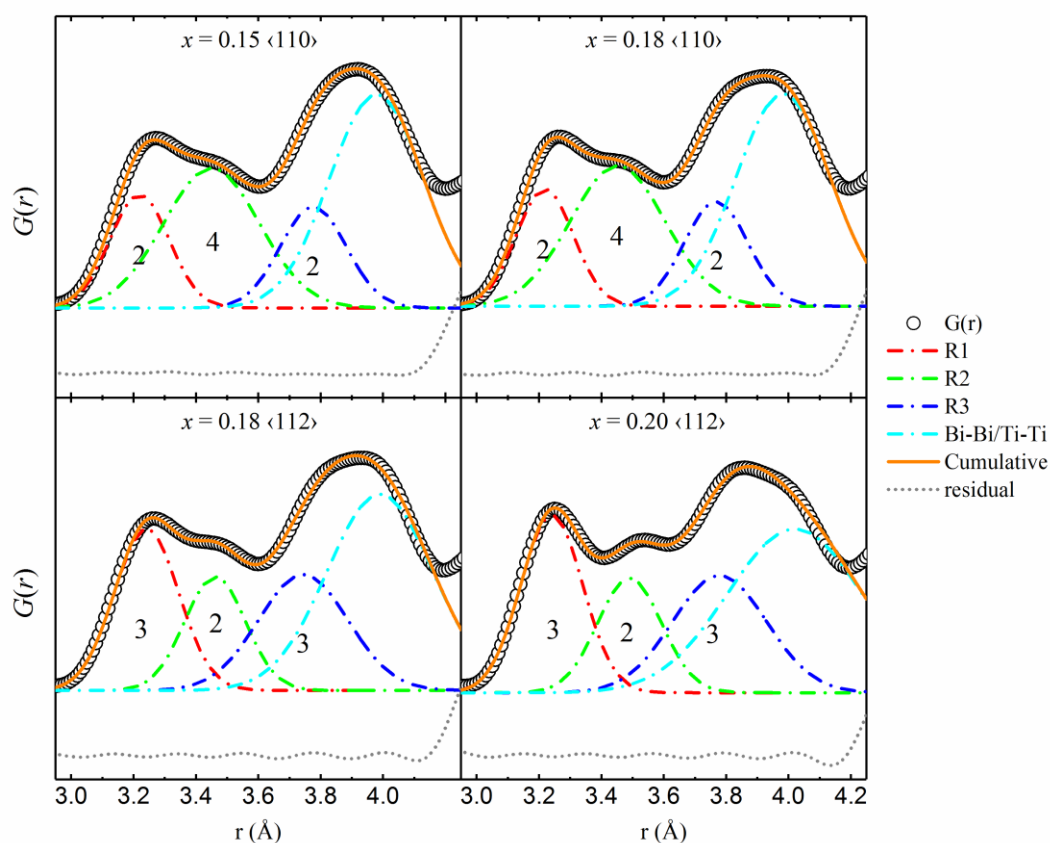 x = 0.15 ‹110›
x = 0.18 ‹110›
G(r)
2
4
2
2
4
2
G(r)
R1
R2
R3
Bi-Bi/Ti-Ti
Cumulative
residual
x = 0.18 ‹112›
x = 0.20 ‹112›
G(r)
3
2
3
3
2
3
3.0 3.2 3.4 3.6 3.8 4.0 3.0 3.2 3.4 3.6 3.8 4.0 4.2
r (Å) r (Å)